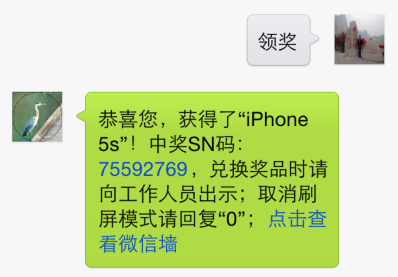 领奖
恭喜您，获得了“iPhone
5s”！中奖SN码：
75592769，兑换奖品时请
向工作人员出示；取消刷
屏模式请回复“0”；点击查
看微信墙